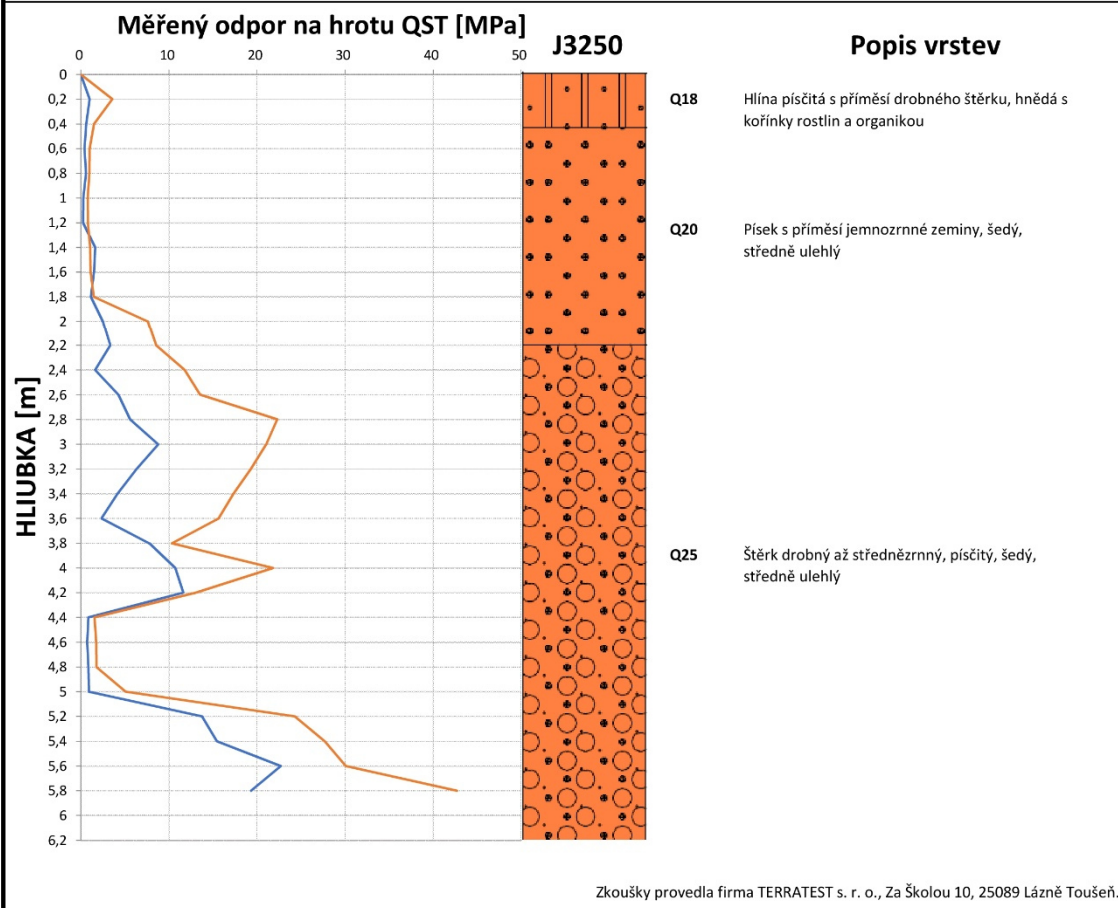 Měřený odpor na hrotu QST [MPa]
J3250
Popis vrstev
0 10 20 30 40 50
HLIUBKA [m]
0
0,2
0,4
0,6
0,8
1
1,2
1,4
1,6
1,8
2
2,2
2,4
2,6
2,8
3
3,2
3,4
3,6
3,8
4
4,2
4,4
4,6
4,8
5
5,2
5,4
5,6
5,8
6
6,2
Q18
Hlína písčitá s příměsí drobného štěrku, hnědá s
kořínky rostlin a organikou
Q20
Písek s příměsí jemnozrnné zeminy, šedý,
středně ulehlý
Q25
Štěrk drobný až střednězrnný, písčitý, šedý,
středně ulehlý
Zkoušky provedla firma TERRATEST s. r. o., Za Školou 10, 25089 Lázně Toušeň.